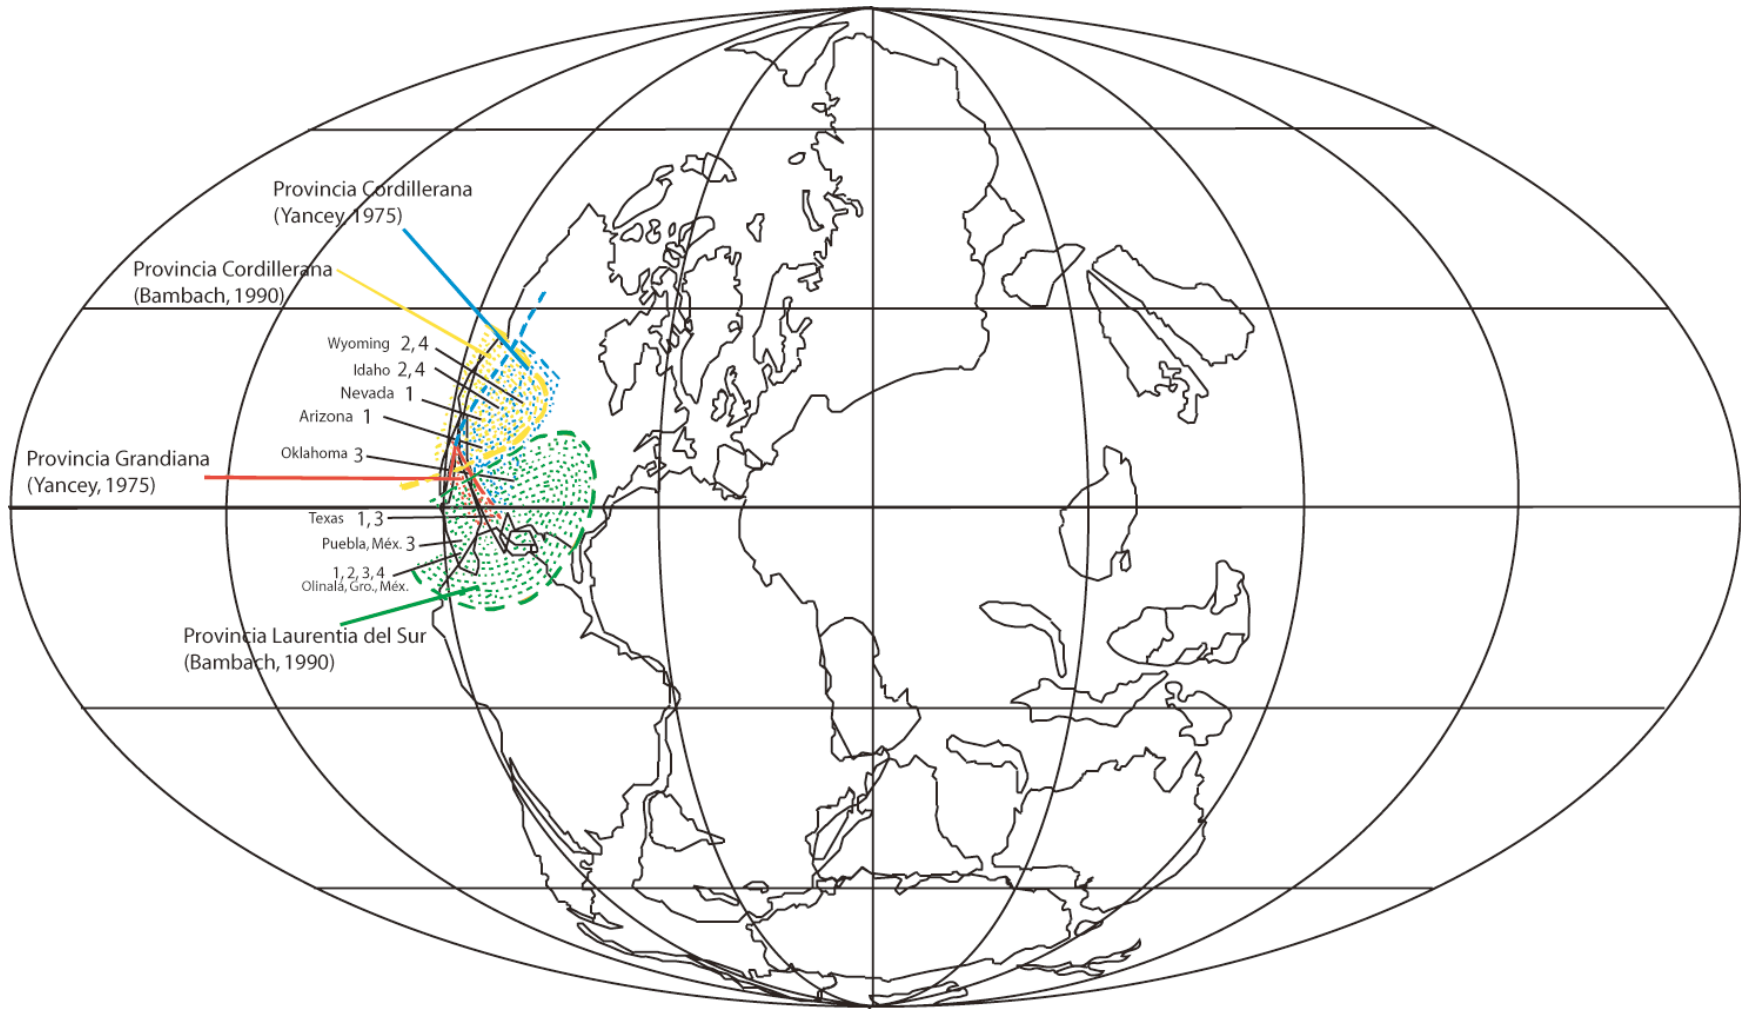 Provincia Cordillerana
(Yancey, 1975)
Provincia Cordillerana
(Bambach, 1990)
Wyoming 2, 4
Idaho 2, 4
Nevada 1
Arizona 1
Oklahoma 3
Provincia Grandiana
(Yancey, 1975)
Texas 1, 3
Puebla, Méx. 3
1, 2, 3, 4
Olinalá, Gro., Méx.
Provincia Laurentia del Sur
(Bambach, 1990)